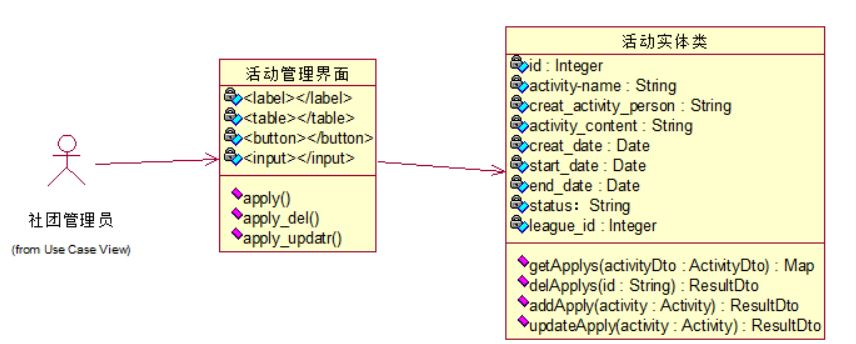 社团管理员
(from Use Case View)
活动管理界面
<label></label>
<table></table>
<button></button>
<input></input>
apply()
apply_del()
apply_updatr()
活动实体类
id : Integer
activity-name : String
creat_activity_person : String
activity_content : String
creat_date : Date
start_date : Date
end_date : Date
status： String
league_id : Integer
getApplys(activityDto : ActivityDto) : Map
delApplys(id : String) : ResultDto
addApply(activity : Activity) : ResultDto
updateApply(activity : Activity) : ResultDto